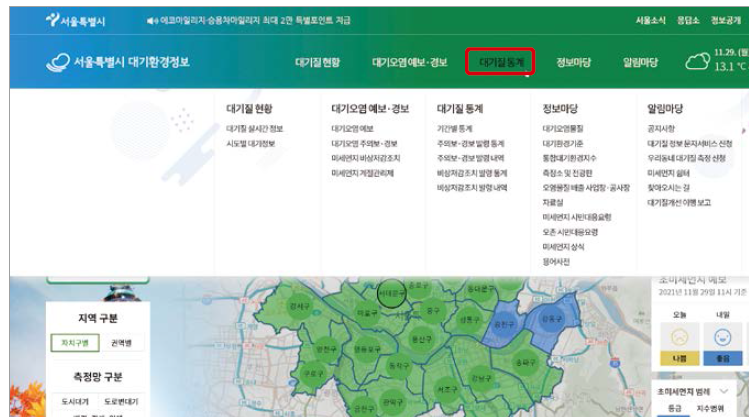 서울특별시
에코마일리지·승용차마일리지 최대 2만 특별포인트 지급
서울소식 응답소 정보공개
서울특별시 대기환경정보
대기질 현황 대기오염 예보·경보 대기질 통계 정보마당 알림마당
11.29. (월
13.1 °C
대기질 현황
대기질 실시간 정보
시도별 대기정보
대기오염 예보·경보
대기오염 예보
대기오염 주의보·경보
미세먼지 비상저감조치
미세먼지 계절관리제
대기질 통계
기간별 통계
주의보·경보 발령 통계
주의보·경보 발령 내역
비상저감조치 발령 통계
비상저감조치 발령 내역
정보마당
대기오염물질
대기환경기준
통합대기환경지수
측정소 및 전광판
오염물질 배출 사업장·공사장
자료실
미세먼지 시민대응요령
오존 시민대응요령
미세먼지 상식
용어사전
알림마당
공지사항
대기질 정보 문자서비스 신청
우리동네 대기질 측정 신청
미세먼지 쉼터
찾아오시는 길
대기질개선 이행 보고
지역 구분
자치구별 권역별
측정망 구분
도시대기 도로변대기
서대문구
종로구
동대문구
강서구
마포구
중구
성동구
광진구
강동구
양천구
영등포구
용산구
동작구
구로구
송파구
강남구
서초구
관악구
금천구
초미세먼지 예보
2021년 11월 29일 11시 기준
오늘 내일
나쁨 좋음
초미세먼지 범례
등급 지수범위